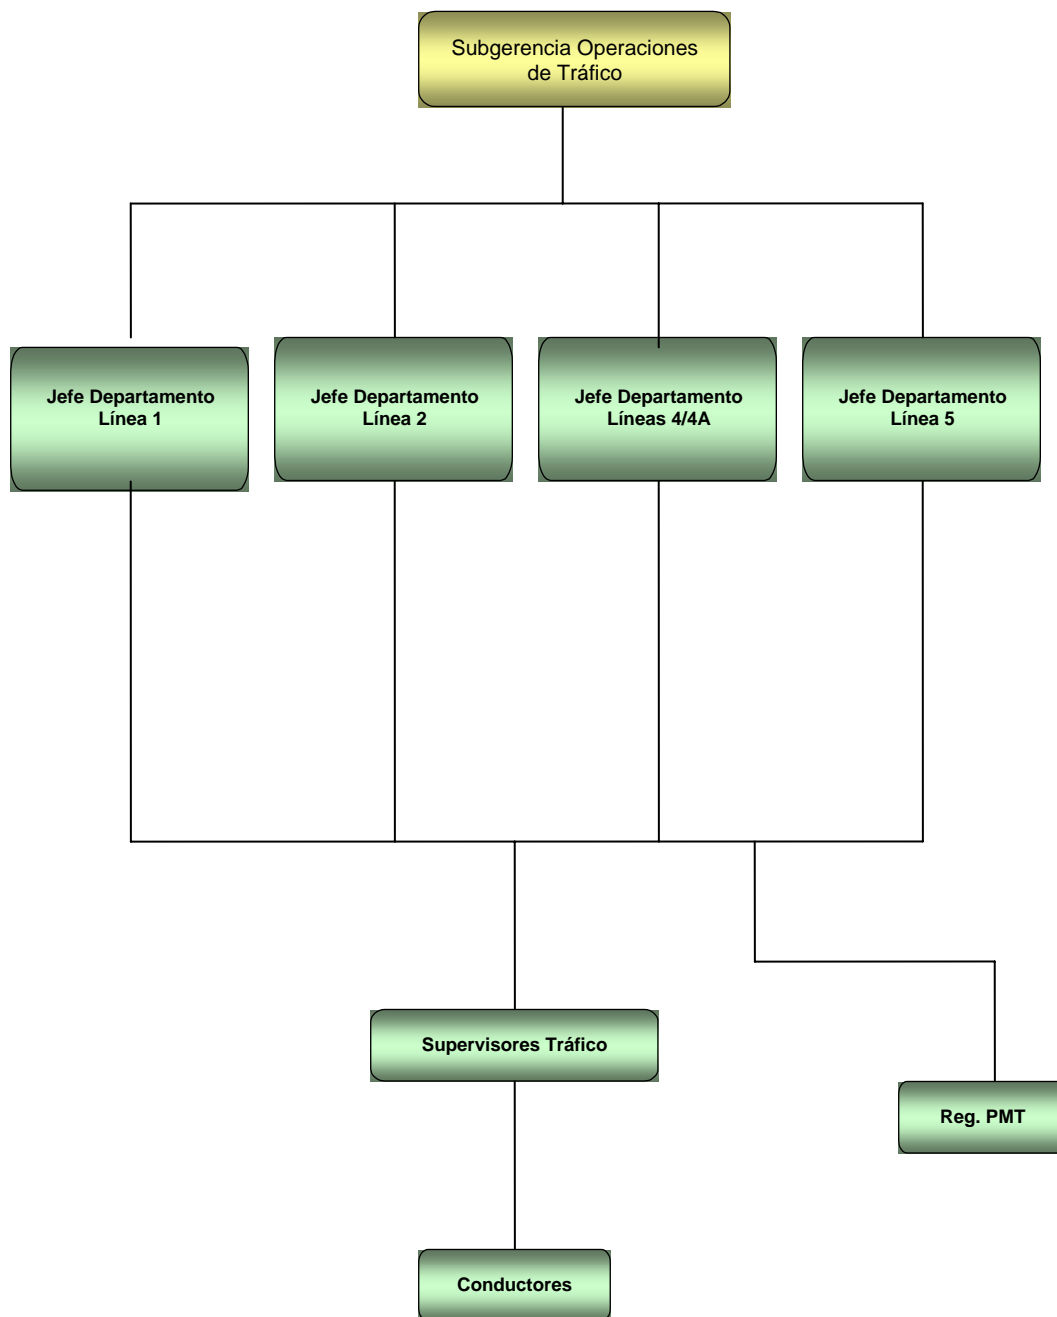 Subgerencia Operaciones
de Tráfico
Jefe Departamento
Línea 1
Jefe Departamento
Línea 2
Jefe Departamento
Líneas 4/4A
Jefe Departamento
Línea 5
Supervisores Tráfico
Reg. PMT
Conductores